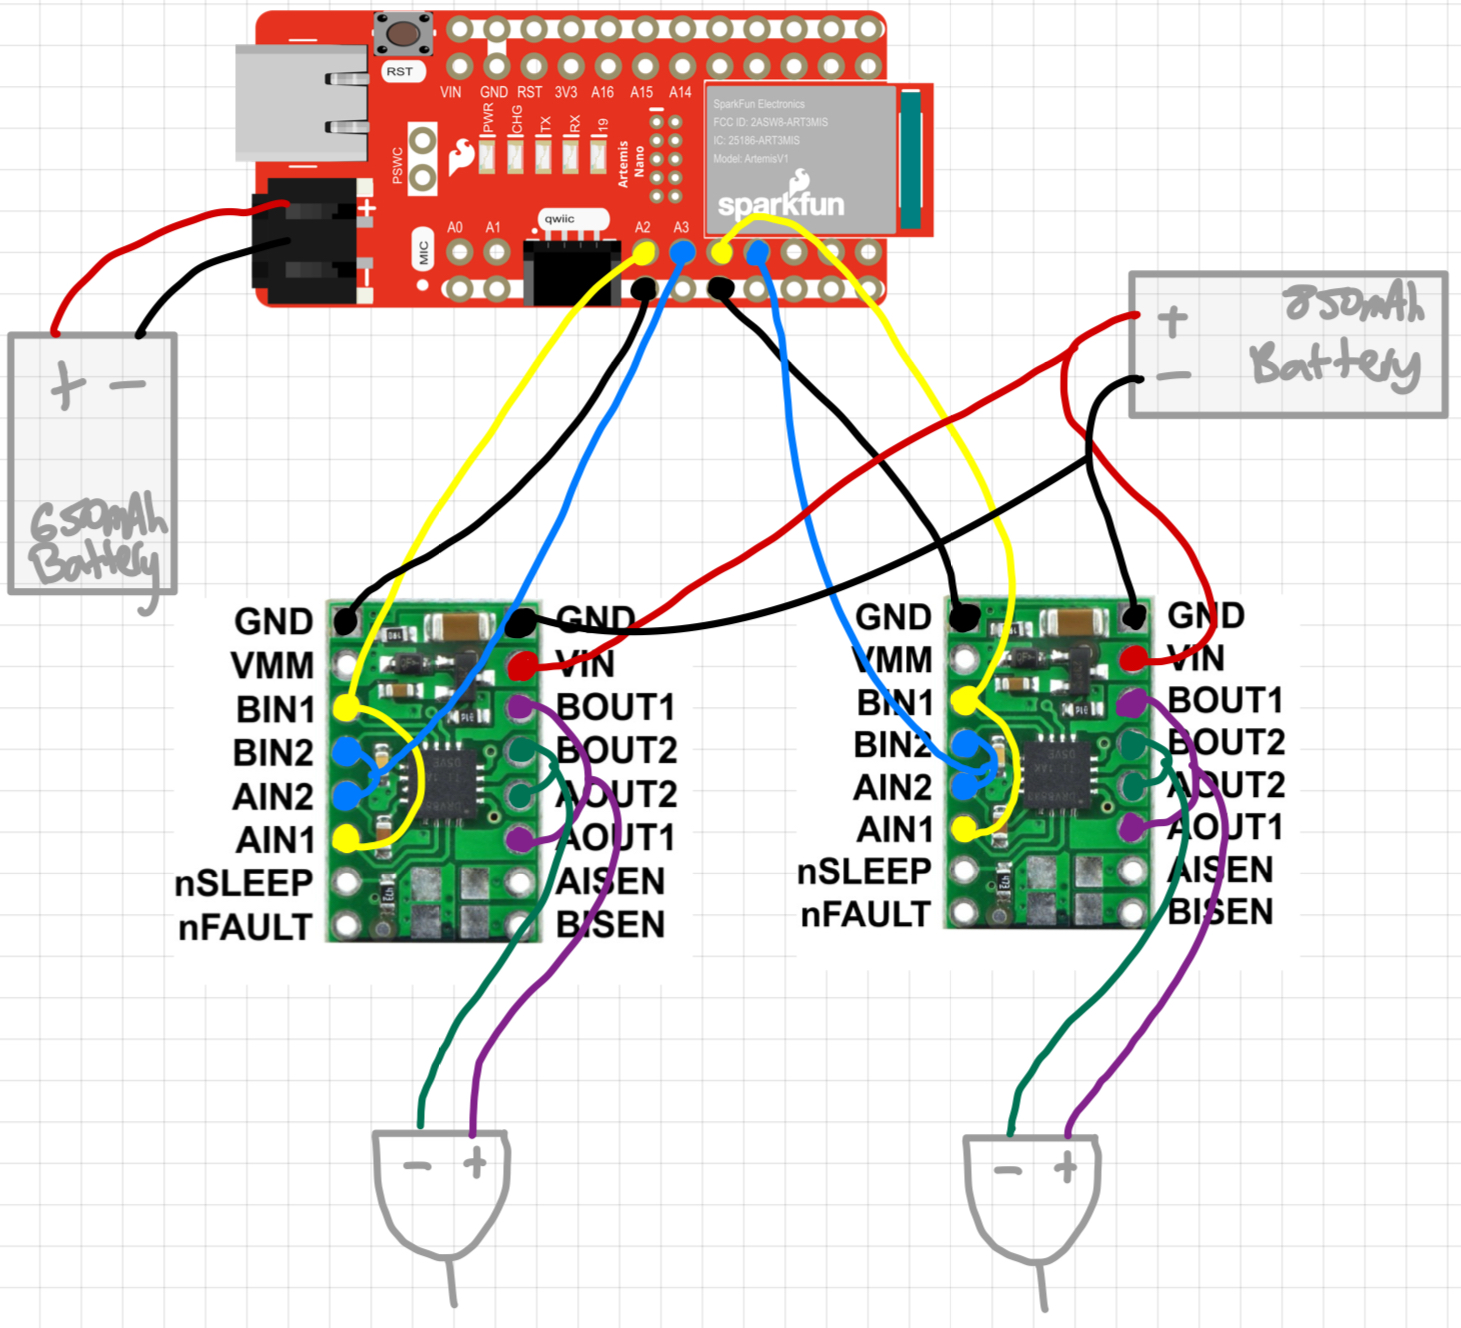 RST
VIN GND RST 3V3 A16 A15 A14
PWR
CHG
TX
RX
19
PSWC
Artemis
Nano
SparkFun Electronics
FCC ID: 2ASW8-ART3MIS
IC: 25186-ART3MIS
Model: ArtemisV1
sparkfun
+
−
MIC
A0 A1
qwiic
A2 A3
+ −
650mAh
Battery
+
−
850mAh
Battery
GND
VMM
BIN1
BIN2
AIN2
AIN1
nSLEEP
nFAULT
GND
VIN
BOUT1
BOUT2
AOUT2
AOUT1
AISEN
BISEN
GND
VMM
BIN1
BIN2
AIN2
AIN1
nSLEEP
nFAULT
GND
VIN
BOUT1
BOUT2
AOUT2
AOUT1
AISEN
BISEN
− +
− +